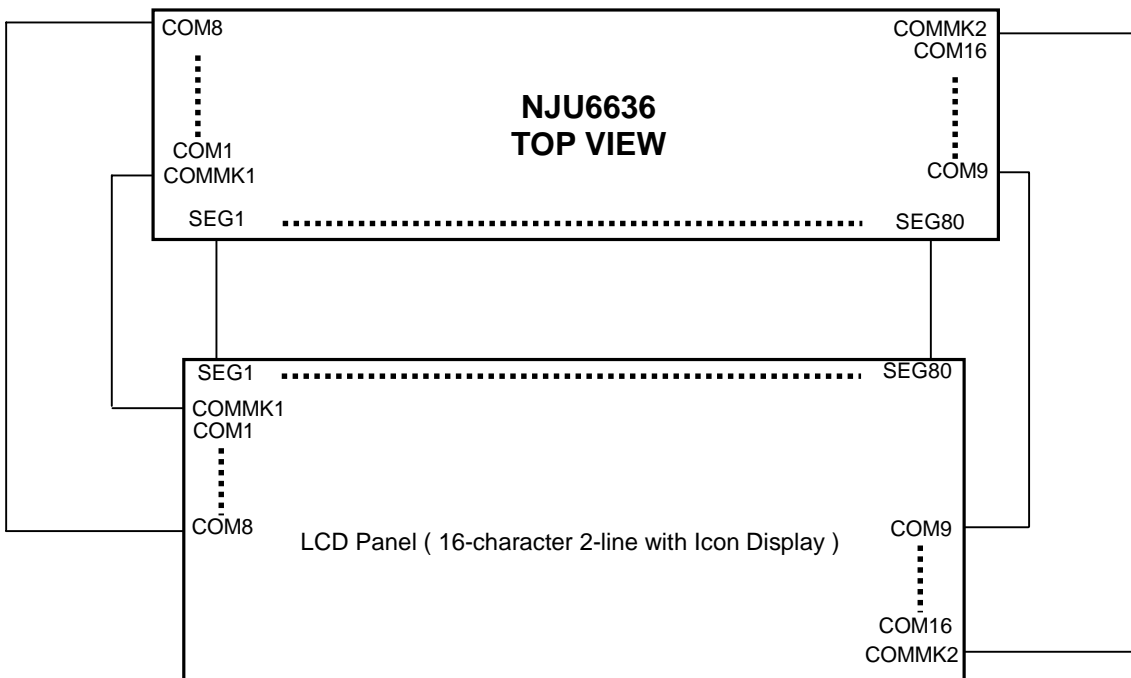 COM8
COMMK2
COM16
NJU6636
TOP VIEW
COM1
COMMK1
COM9
SEG1
SEG80
SEG1
SEG80
COMMK1
COM1
COM8
COM9
LCD Panel ( 16-character 2-line with Icon Display )
COM16
COMMK2